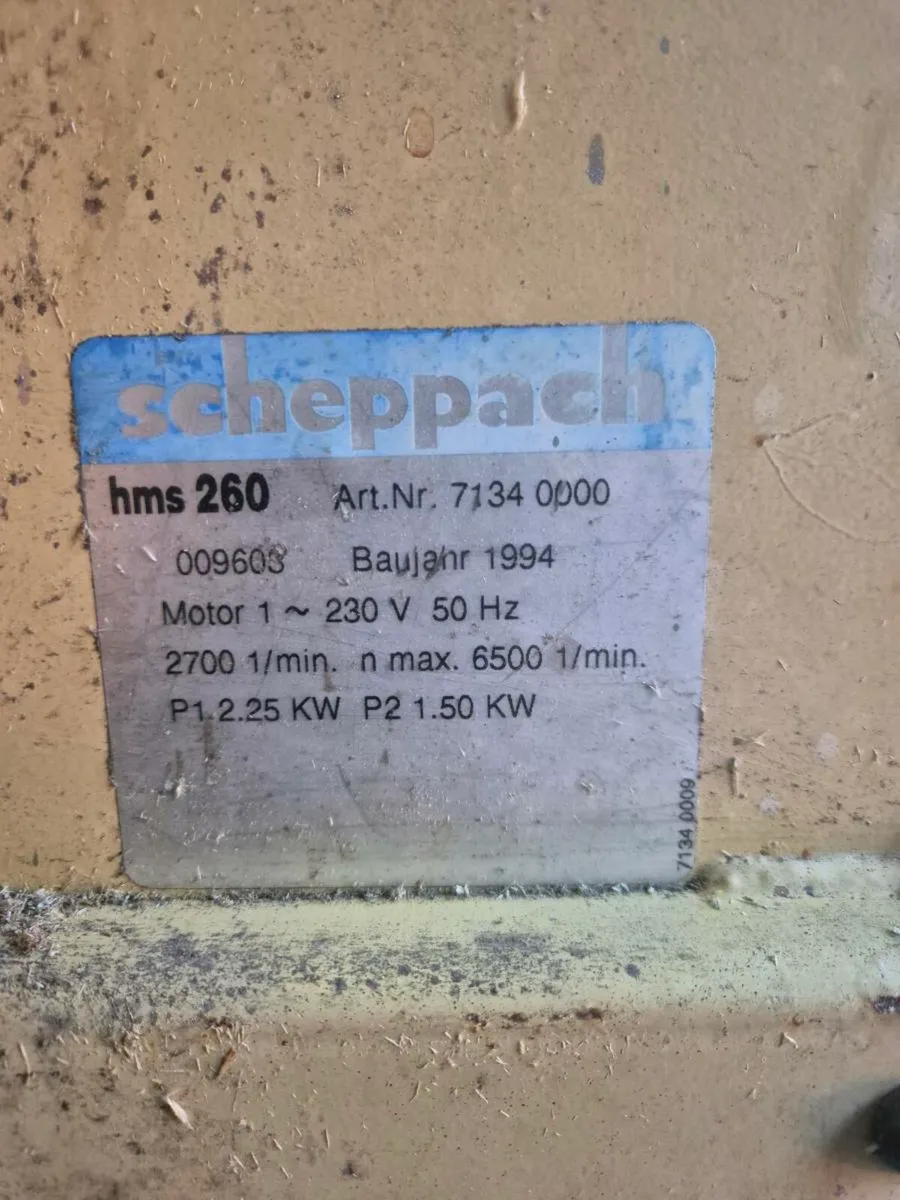 scheppach
hms 260 Art.Nr. 7134 0000
009603 Baujahr 1994
Motor 1 ~ 230 V 50 Hz
2700 1/min. n max. 6500 1/min.
P1 2.25 KW P2 1.50 KW
7134 0009